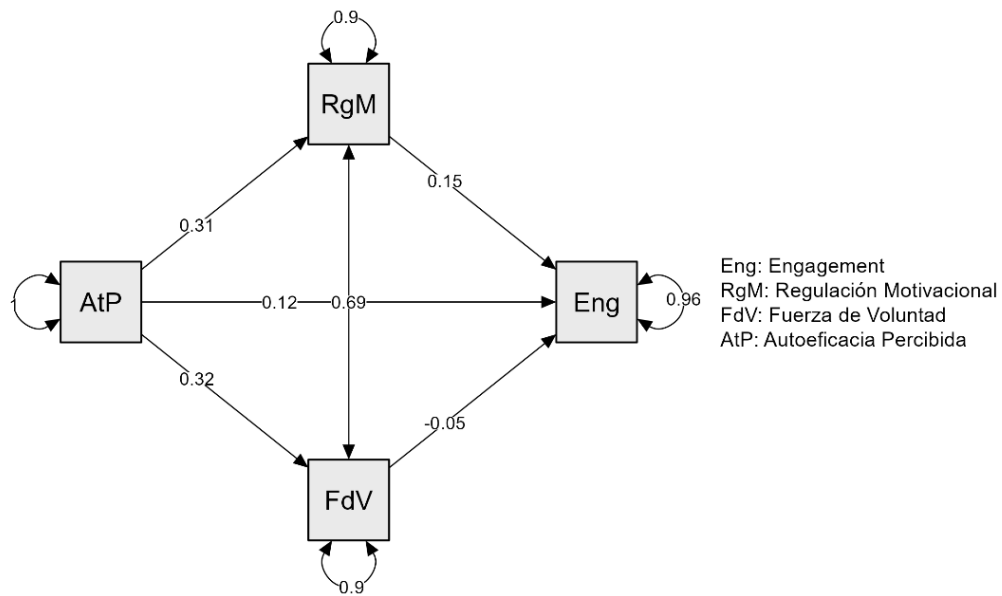 0.9
RgM
0.15
0.31
AtP
0.12
0.69
Eng
0.96
Eng: Engagement
RgM: Regulación Motivacional
FdV: Fuerza de Voluntad
AtP: Autoeficacia Percibida
0.32
-0.05
FdV
0.9